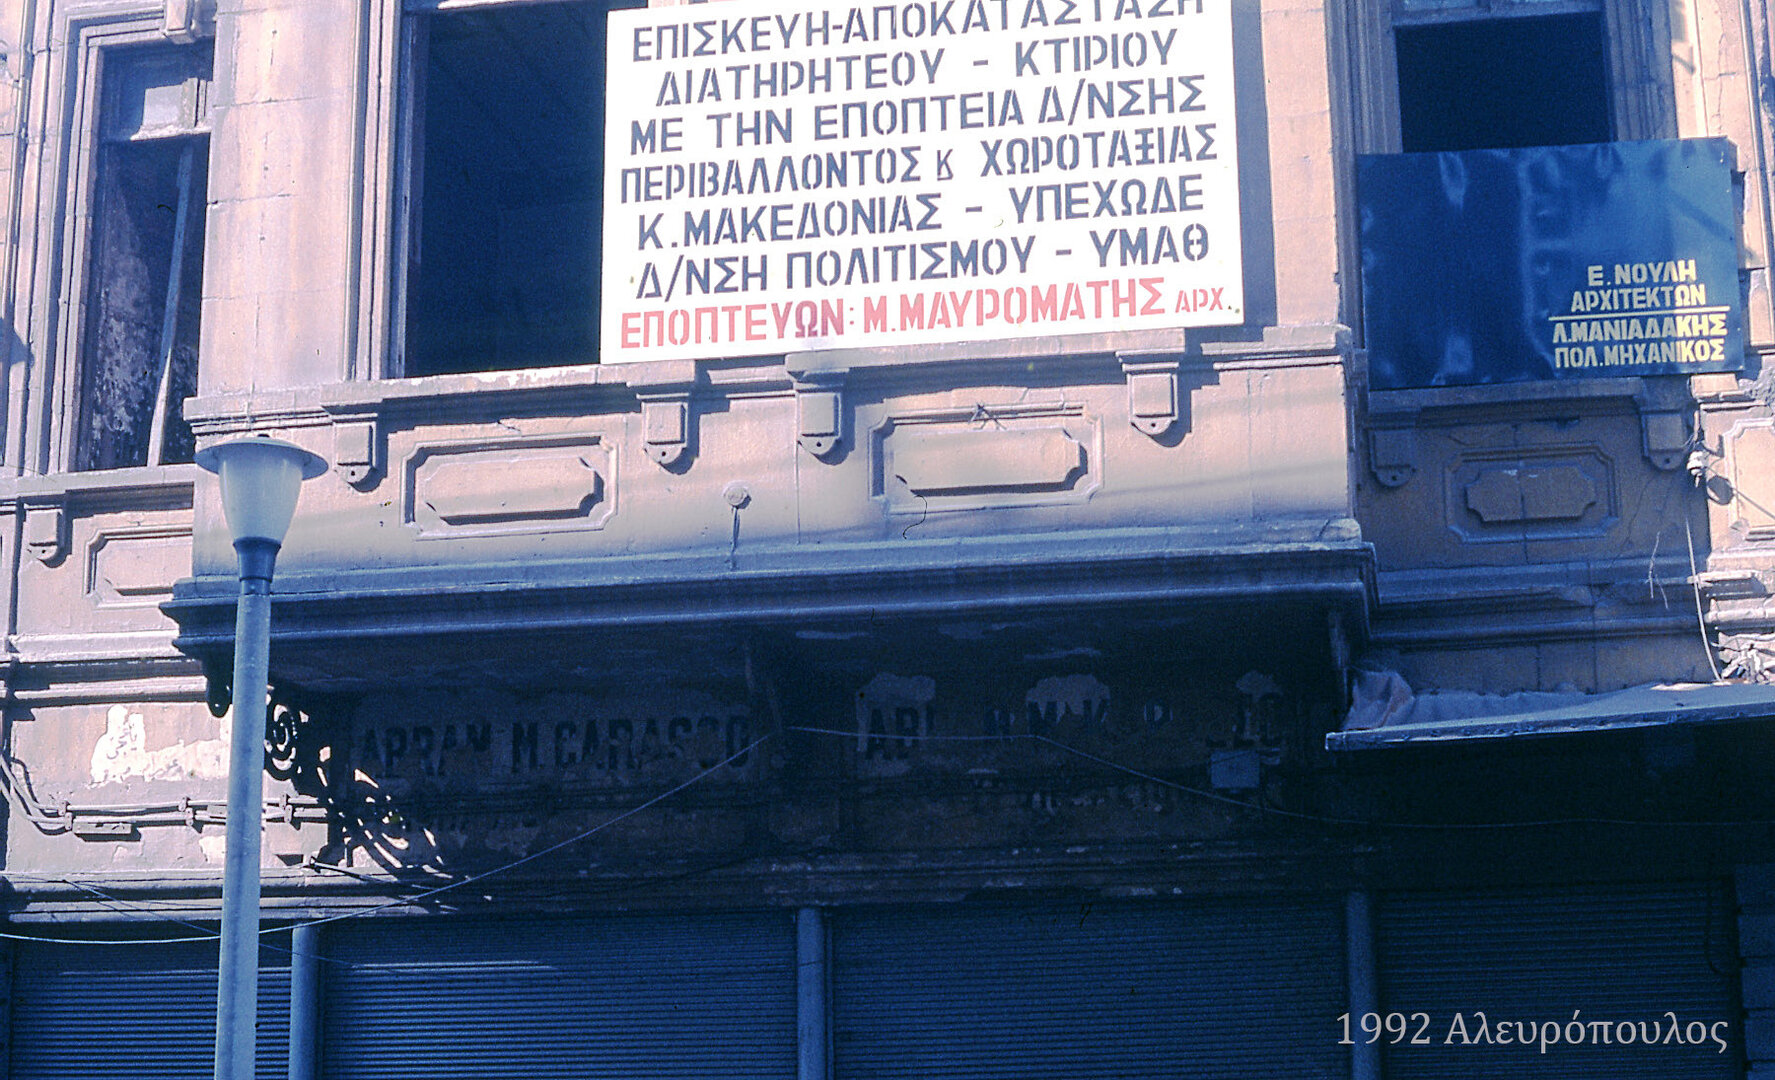 ΕΠΙΣΚΕΥΗ-ΑΠΟΚΑΤΑΣΤΑΣΗ
ΔΙΑΤΗΡΗΤΕΟΥ - ΚΤΙΡΙΟΥ
ΜΕ ΤΗΝ ΕΠΟΠΤΕΙΑ Δ/ΝΣΗΣ
ΠΕΡΙΒΑΛΛΟΝΤΟΣ Κ ΧΩΡΟΤΑΞΙΑΣ
Κ.ΜΑΚΕΔΟΝΙΑΣ - ΥΠΕΧΩΔΕ
Δ/ΝΣΗ ΠΟΛΙΤΙΣΜΟΥ - ΥΜΑΘ
ΕΠΟΠΤΕΥΩΝ: Μ.ΜΑΥΡΟΜΑΤΗΣ ΑΡΧ.
Ε.ΝΟΥΛΗ
ΑΡΧΙΤΕΚΤΩΝ
Λ.ΜΑΝΙΑΔΑΚΗΣ
ΠΟΛ.ΜΗΧΑΝΙΚΟΣ
M.CARASSO
1992 Αλευρόπουλος